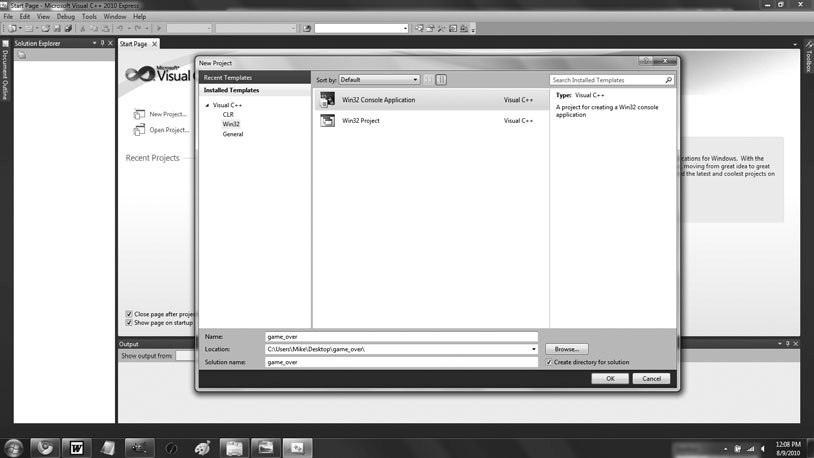 Start Page - Microsoft Visual C++ 2010 Express
File Edit View Debug Tools Window Help
Solution Explorer
Start Page
Document Outline
Toolbox
Microsoft
Visual C
New Project...
Open Project...
Recent Projects
Close page after projec
Show page on startup
New Project
Recent Templates
Installed Templates
Visual C++
CLR
Win32
General
Sort by: Default
Win32 Console Application Visual C++
Win32 Project Visual C++
Search Installed Templates
Type: Visual C++
A project for creating a Win32 console
application
ications for Windows. With the
, moving from great idea to great
d the latest and coolest projects on
Name: game_over
Location: C:\Users\Mike\Desktop\game_over\
Browse...
Solution name: game_over
Create directory for solution
OK Cancel
Output
Show output from:
12:08 PM
8/9/2010